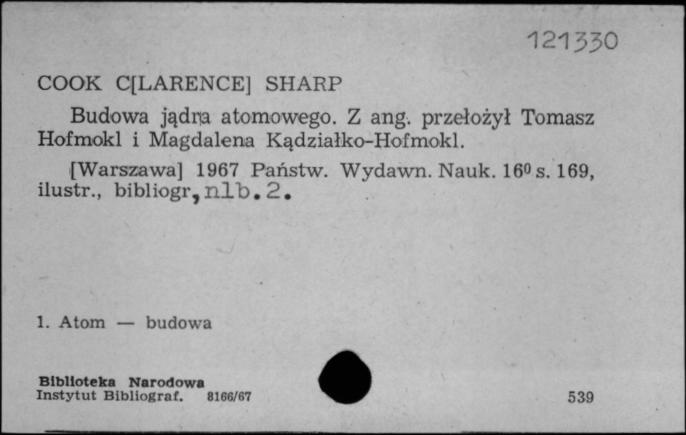 121330
COOK C[LARENCE] SHARP
Budowa jądra atomowego. Z ang. przełożył Tomasz
Hofmokl i Magdalena Kądziałko-Hofmokl.
[Warszawa] 1967 Państw. Wydawn. Nauk. 16⁰ s. 169,
ilustr., bibliogr, nlb. 2.
1. Atom — budowa
Biblioteka Narodowa
Instytut Bibliograf. 8166/67
539